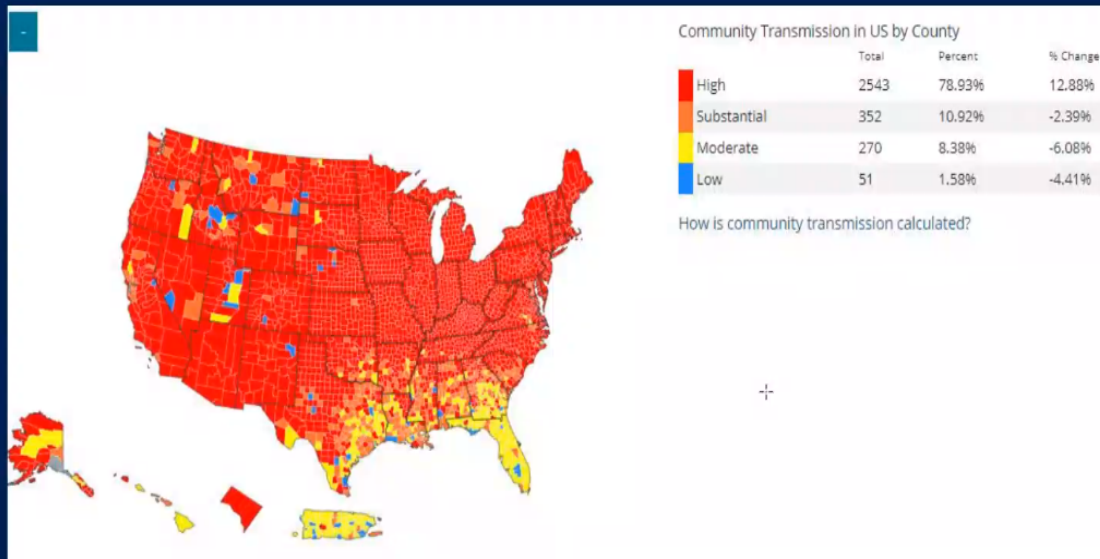 -
Community Transmission in US by County
Total Percent % Change
High 2543 78.93% 12.88%
Substantial 352 10.92% -2.39%
Moderate 270 8.38% -6.08%
Low 51 1.58% -4.41%
How is community transmission calculated?